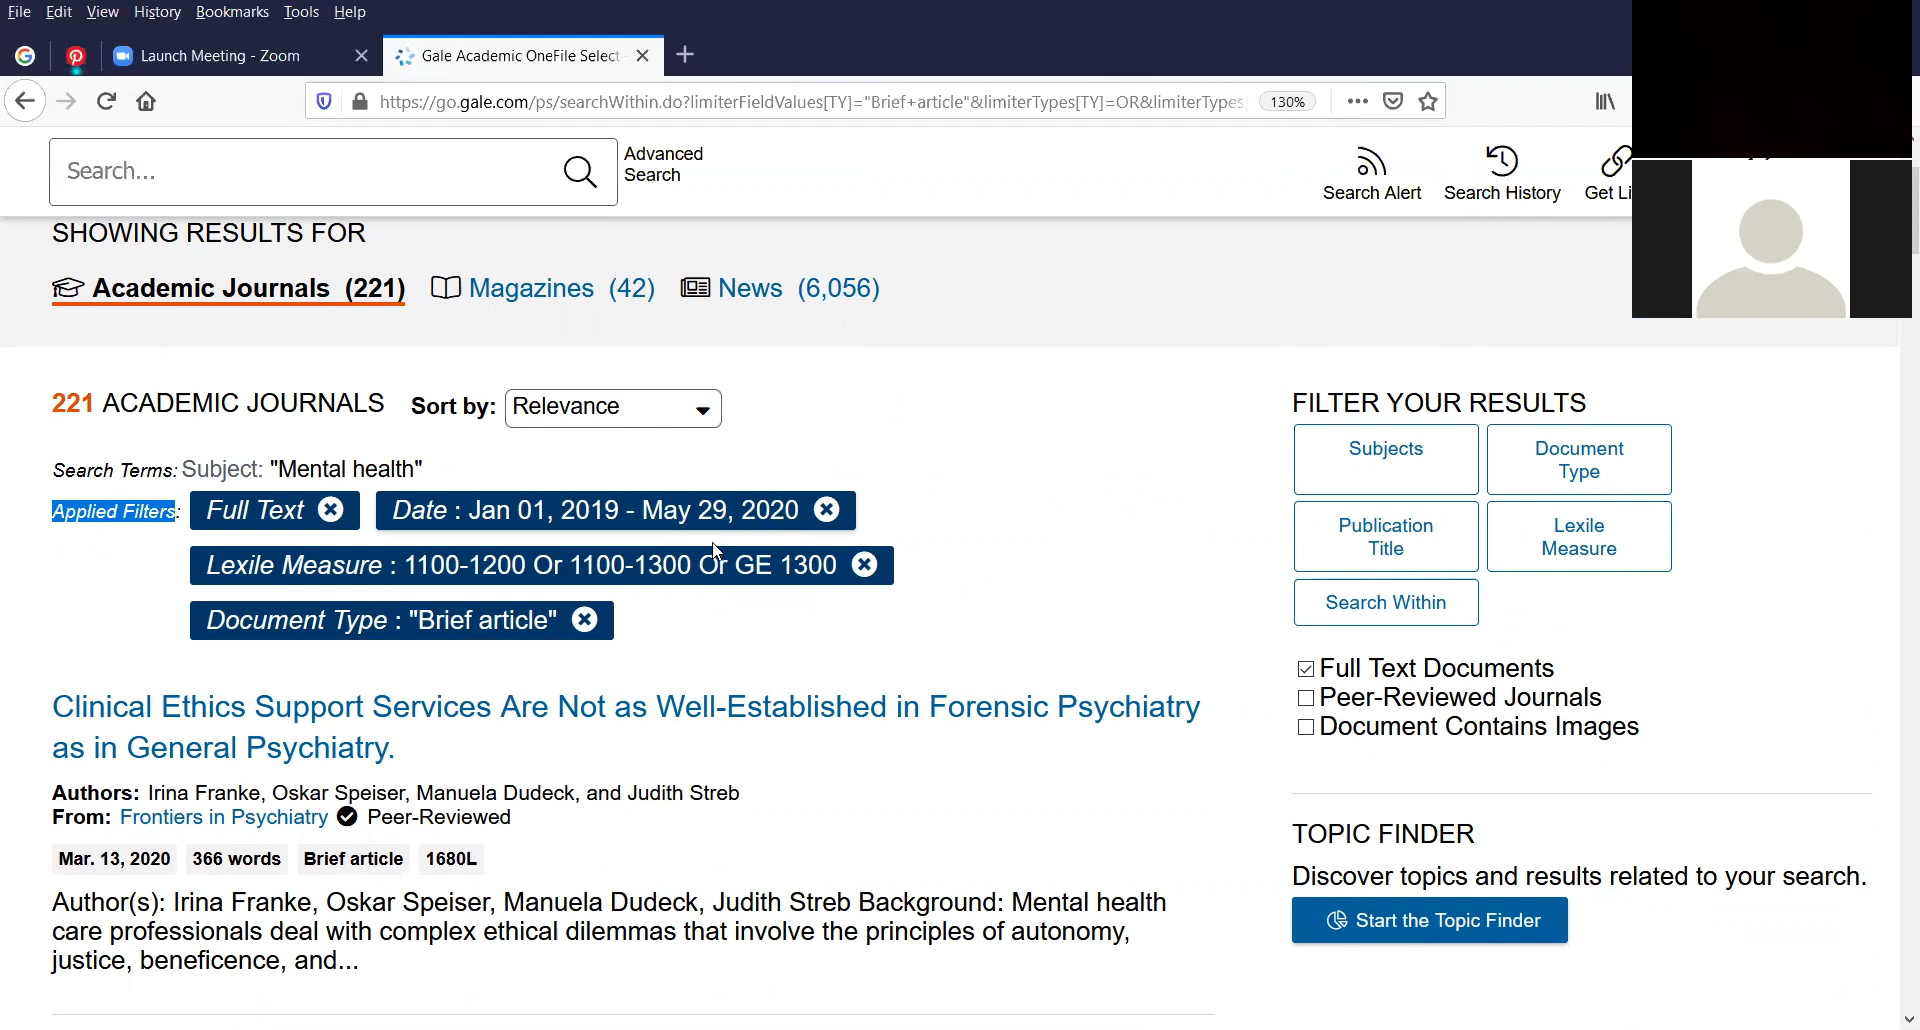 File Edit View History Bookmarks Tools Help
Launch Meeting - Zoom
Gale Academic OneFile Select
https://go.gale.com/ps/searchWithin.do?limiterFieldValues[TY]="Brief+article"&limiterTypes[TY]=OR&limiterTypes
130%
Search...
Advanced
Search
Search Alert
Search History
Get Li
SHOWING RESULTS FOR
Academic Journals (221)
Magazines (42)
News (6,056)
221 ACADEMIC JOURNALS
Sort by: Relevance
Search Terms: Subject: "Mental health"
Applied Filters: Full Text
Date : Jan 01, 2019 - May 29, 2020
Lexile Measure : 1100-1200 Or 1100-1300 Or GE 1300
Document Type : "Brief article"
Clinical Ethics Support Services Are Not as Well-Established in Forensic Psychiatry
as in General Psychiatry.
Authors: Irina Franke, Oskar Speiser, Manuela Dudeck, and Judith Streb
From: Frontiers in Psychiatry Peer-Reviewed
Mar. 13, 2020 366 words Brief article 1680L
Author(s): Irina Franke, Oskar Speiser, Manuela Dudeck, Judith Streb Background: Mental health
care professionals deal with complex ethical dilemmas that involve the principles of autonomy,
justice, beneficence, and...
FILTER YOUR RESULTS
Subjects
Document
Type
Publication
Title
Lexile
Measure
Search Within
Full Text Documents
Peer-Reviewed Journals
Document Contains Images
TOPIC FINDER
Discover topics and results related to your search.
Start the Topic Finder